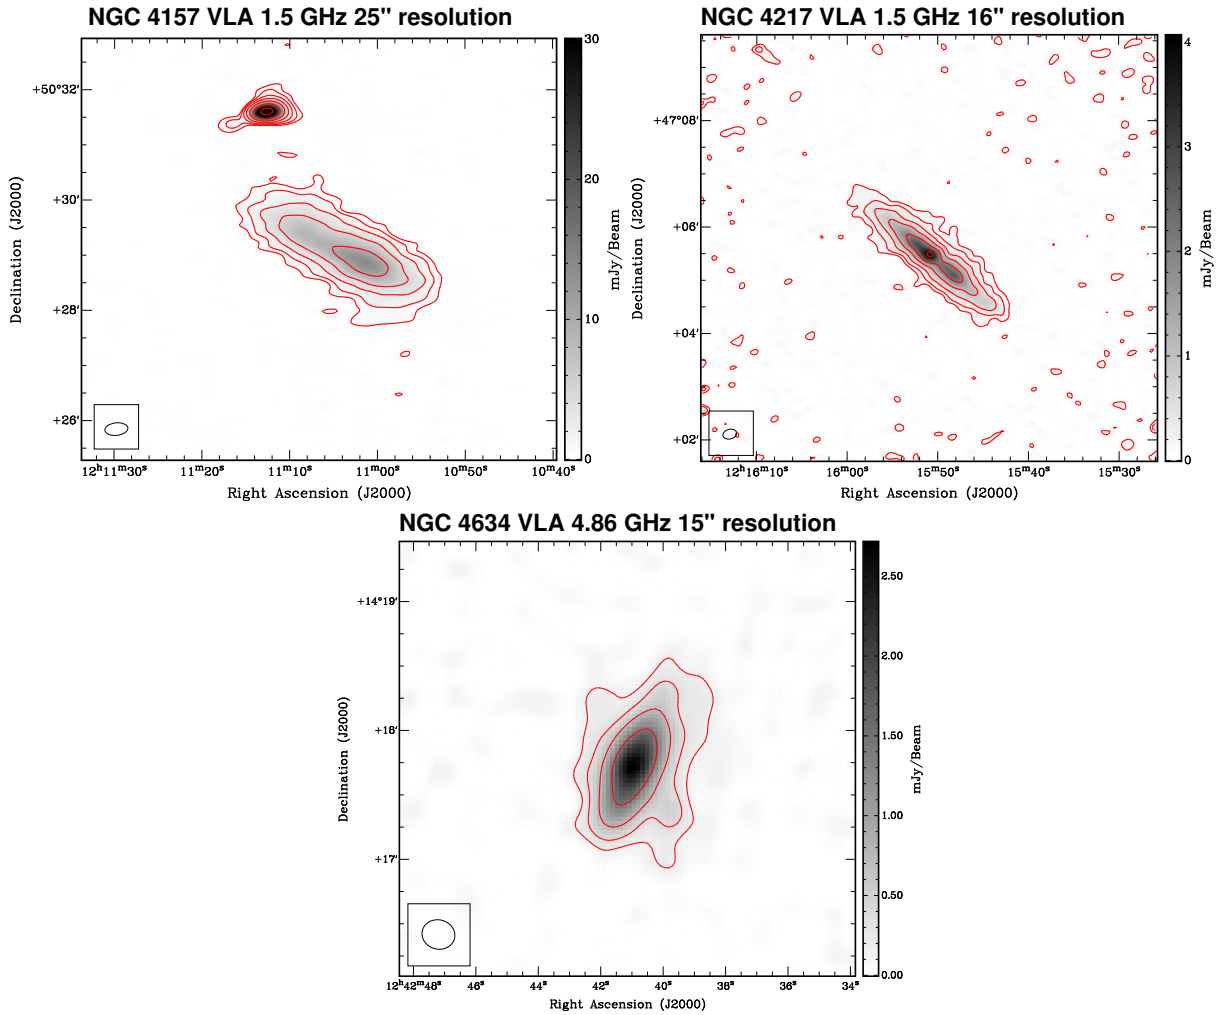 NGC 4157 VLA 1.5 GHz 25" resolution
30
20
10
0
mJy/Beam
+50°32'
+30'
+28'
+26'
Declination (J2000)
12ʰ11ᵐ30ˢ
11ᵐ20ˢ
11ᵐ10ˢ
11ᵐ00ˢ
10ᵐ50ˢ
10ᵐ40ˢ
Right Ascension (J2000)
NGC 4217 VLA 1.5 GHz 16" resolution
4
3
2
1
0
mJy/Beam
+47°08'
+06'
+04'
+02'
Declination (J2000)
12ʰ16ᵐ10ˢ
16ᵐ00ˢ
15ᵐ50ˢ
15ᵐ40ˢ
15ᵐ30ˢ
Right Ascension (J2000)
NGC 4634 VLA 4.86 GHz 15" resolution
2.50
2.00
1.50
1.00
0.50
0.00
mJy/Beam
+14°19'
+18'
+17'
Declination (J2000)
12ʰ42ᵐ48ˢ
46ˢ
44ˢ
42ˢ
40ˢ
38ˢ
36ˢ
34ˢ
Right Ascension (J2000)